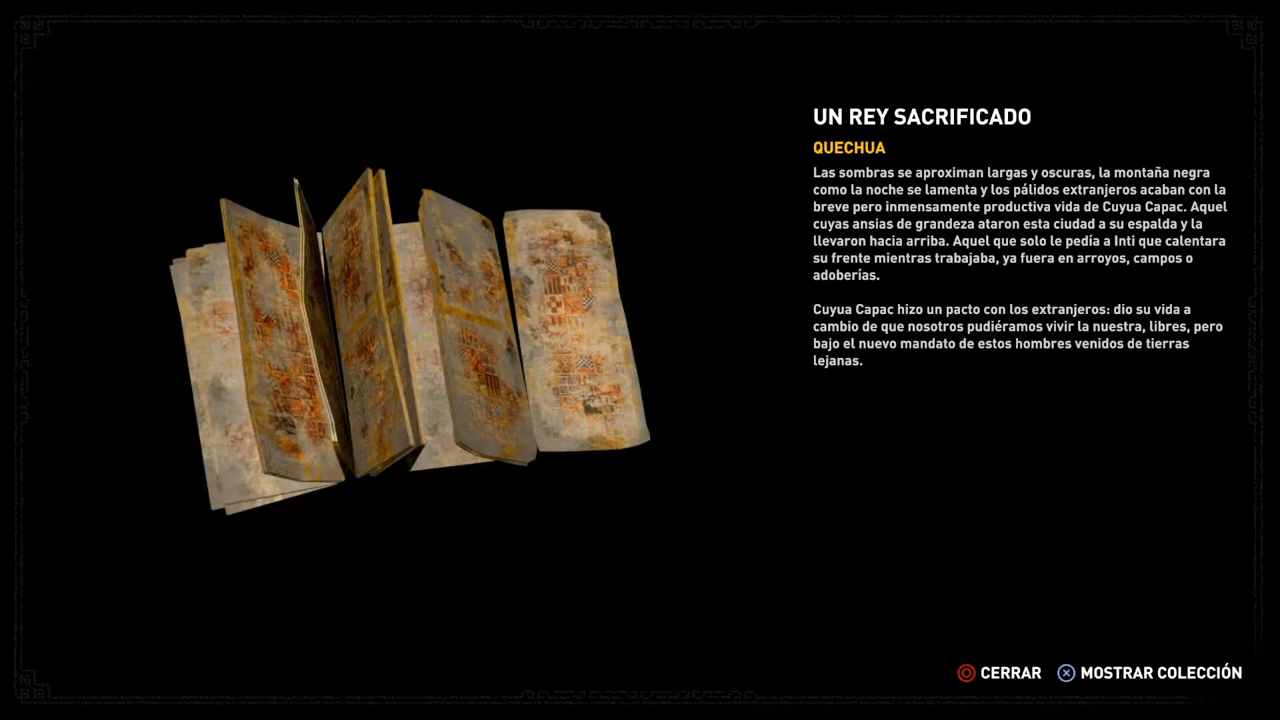 UN REY SACRIFICADO
QUECHUA
Las sombras se aproximan largas y oscuras, la montaña negra
como la noche se lamenta y los pálidos extranjeros acaban con la
breve pero inmensamente productiva vida de Cuyua Capac. Aquel
cuyas ansias de grandeza ataron esta ciudad a su espalda y la
llevaron hacia arriba. Aquel que solo le pedía a Inti que calentara
su frente mientras trabajaba, ya fuera en arroyos, campos o
adoberías.
Cuyua Capac hizo un pacto con los extranjeros: dio su vida a
cambio de que nosotros pudiéramos vivir la nuestra, libres, pero
bajo el nuevo mandato de estos hombres venidos de tierras
lejanas.
CERRAR MOSTRAR COLECCIÓN